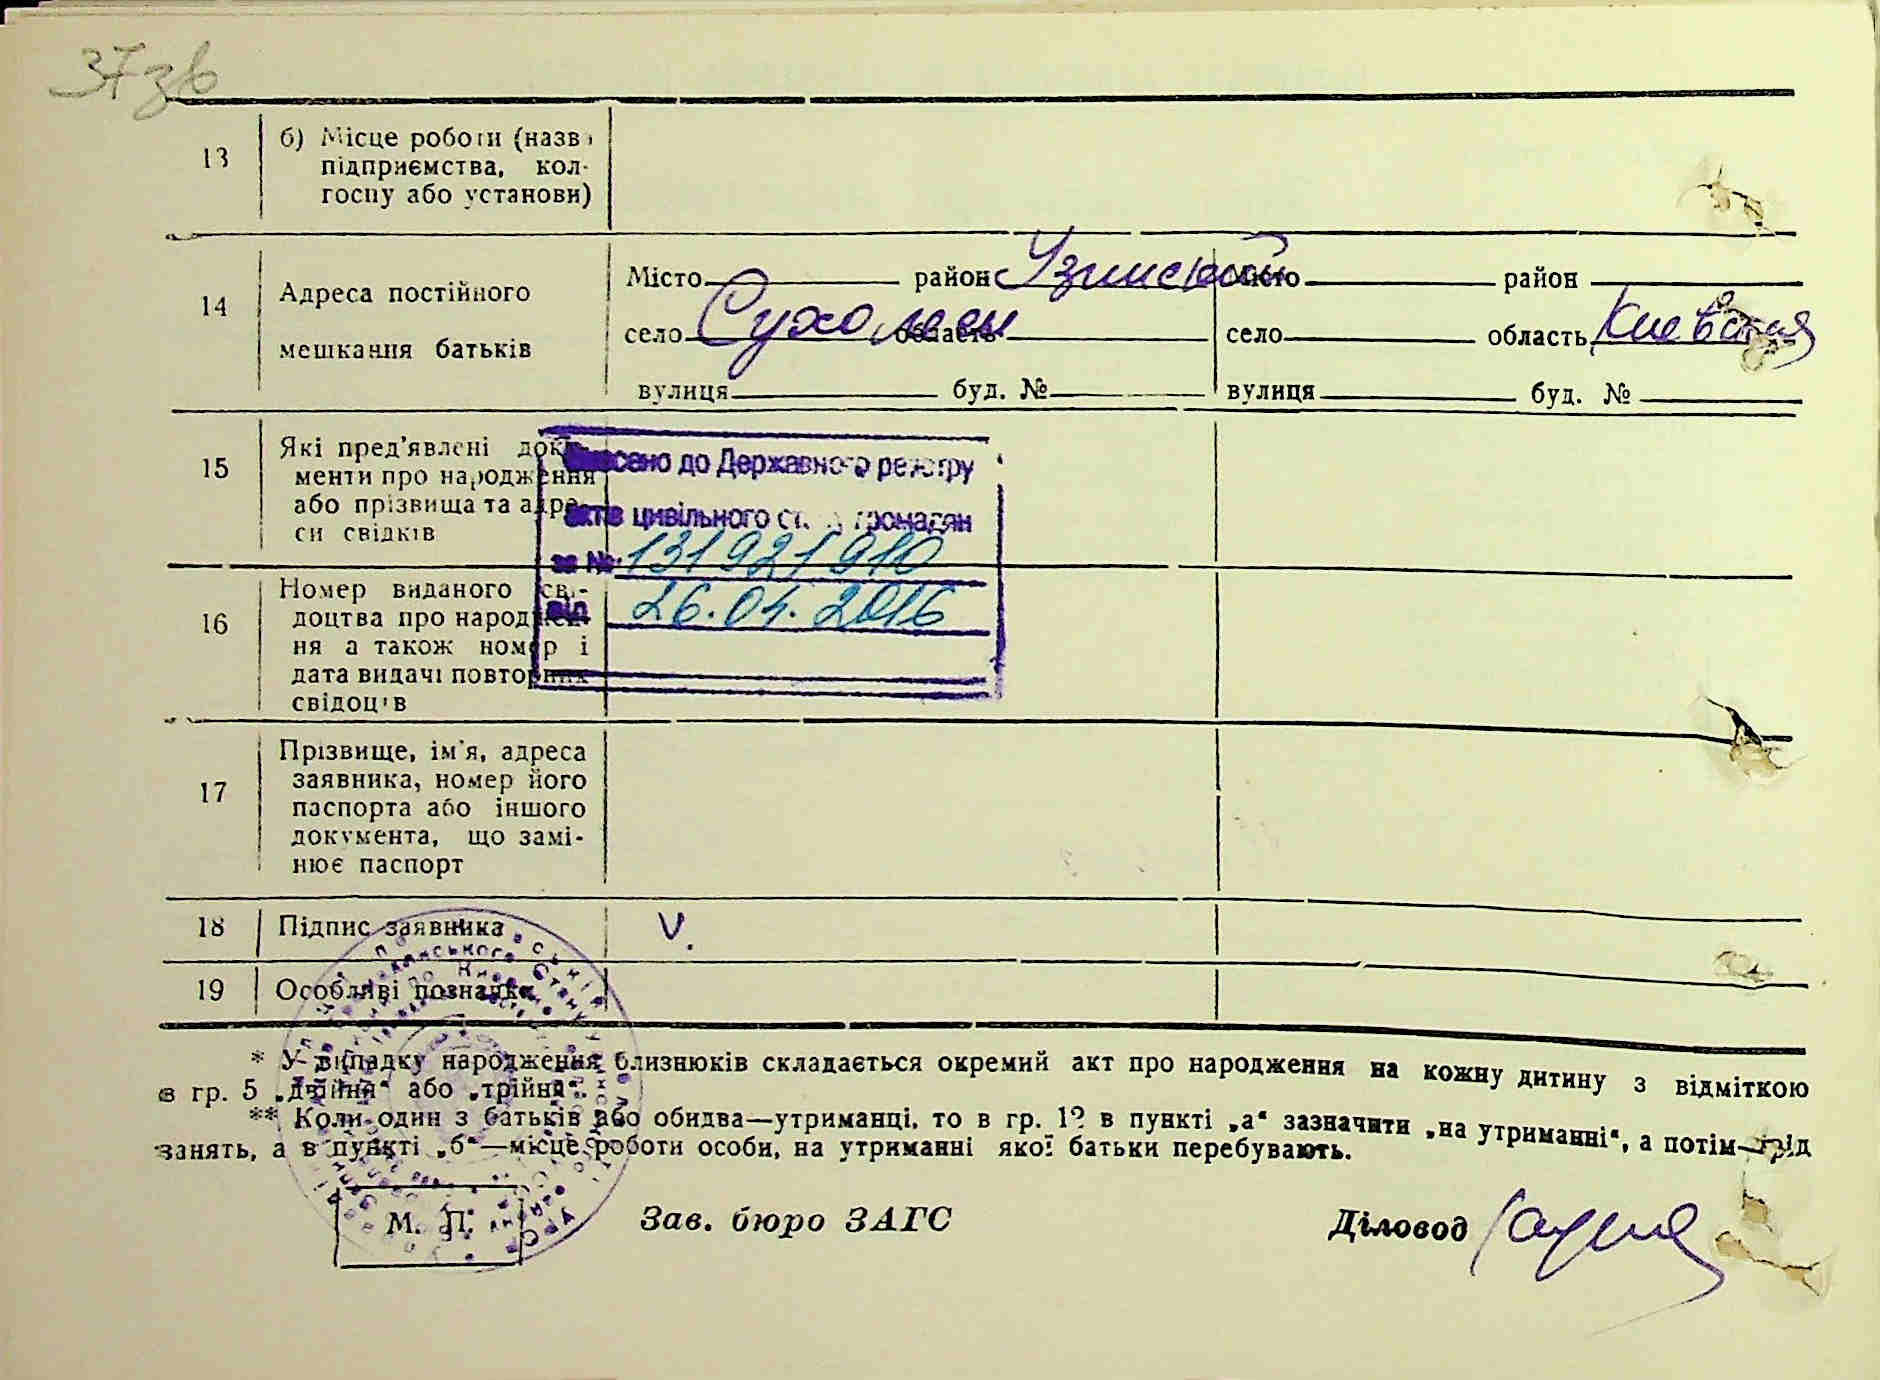 37зв
13 б) Місце роботи (назва
підприємства, кол-
госпу або установи)
14 Адреса постійного
мешкання батьків
Місто район Узинский Місто район
село Сухолесы область село область Киевская
вулиця буд. № вулиця буд. №
15 Які пред'явлені доку-
менти про народження
або прізвища та адре-
си свідків
Внесено до Державного реєстру
актів цивільного стану громадян
за № 131921910
від 26.04.2016
16 Номер виданого сві-
доцтва про народжен-
ня а також номер і
дата видачі повторних
свідоцтв
17 Прізвище, ім'я, адреса
заявника, номер його
паспорта або іншого
документа, що замі-
нює паспорт
18 Підпис заявника V.
19 Особливі позначки
* У випадку народження близнюків складається окремий акт про народження на кожну дитину з відміткою
в гр. 5 „двійня“ або „трійня“.
** Коли один з батьків або обидва—утриманці, то в гр. 12 в пункті „а“ зазначити „на утриманні“, а потім—рід
занять, а в пункті „б“—місце роботи особи, на утриманні якої батьки перебувають.
М. П. Зав. бюро ЗАГС Діловод